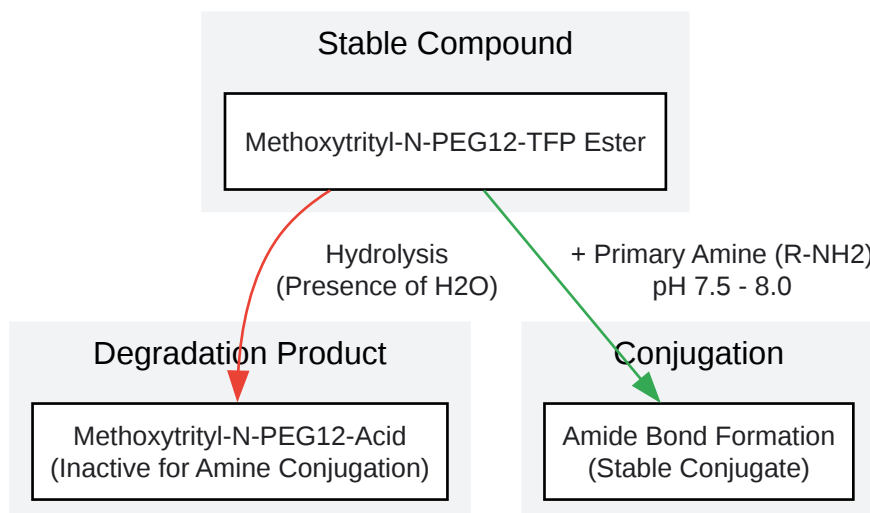 Stable Compound
Methoxytrityl-N-PEG12-TFP Ester
Hydrolysis
(Presence of H2O)
+ Primary Amine (R-NH2)
pH 7.5 - 8.0
Degradation Product
Methoxytrityl-N-PEG12-Acid
(Inactive for Amine Conjugation)
Conjugation
Amide Bond Formation
(Stable Conjugate)